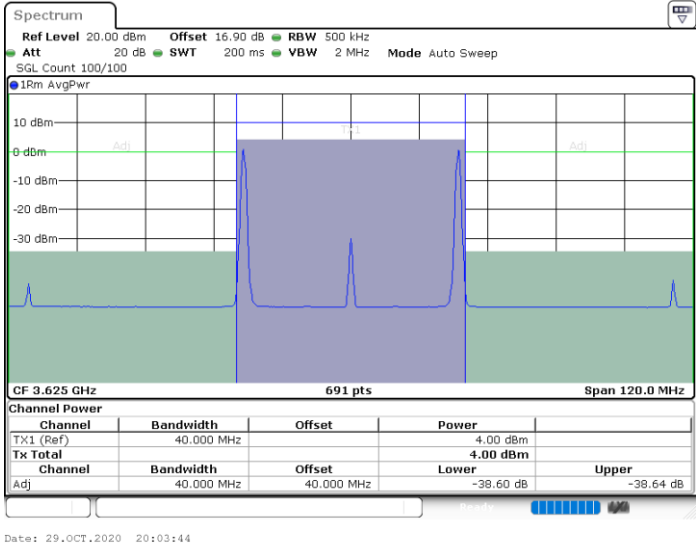 Spectrum
Ref Level 20.00 dBm Offset 16.90 dB RBW 500 kHz
Att 20 dB SWT 200 ms VBW 2 MHz Mode Auto Sweep
SGL Count 100/100
1Rm AvgPwr
10 dBm
TX1
Adj Adj
0 dBm
-10 dBm
-20 dBm
-30 dBm
CF 3.625 GHz 691 pts Span 120.0 MHz
Channel Power
Channel Bandwidth Offset Power
TX1 (Ref) 40.000 MHz 4.00 dBm
Tx Total 4.00 dBm
Channel Bandwidth Offset Lower Upper
Adj 40.000 MHz 40.000 MHz -38.60 dB -38.64 dB
Ready
Date: 29.OCT.2020 20:03:44